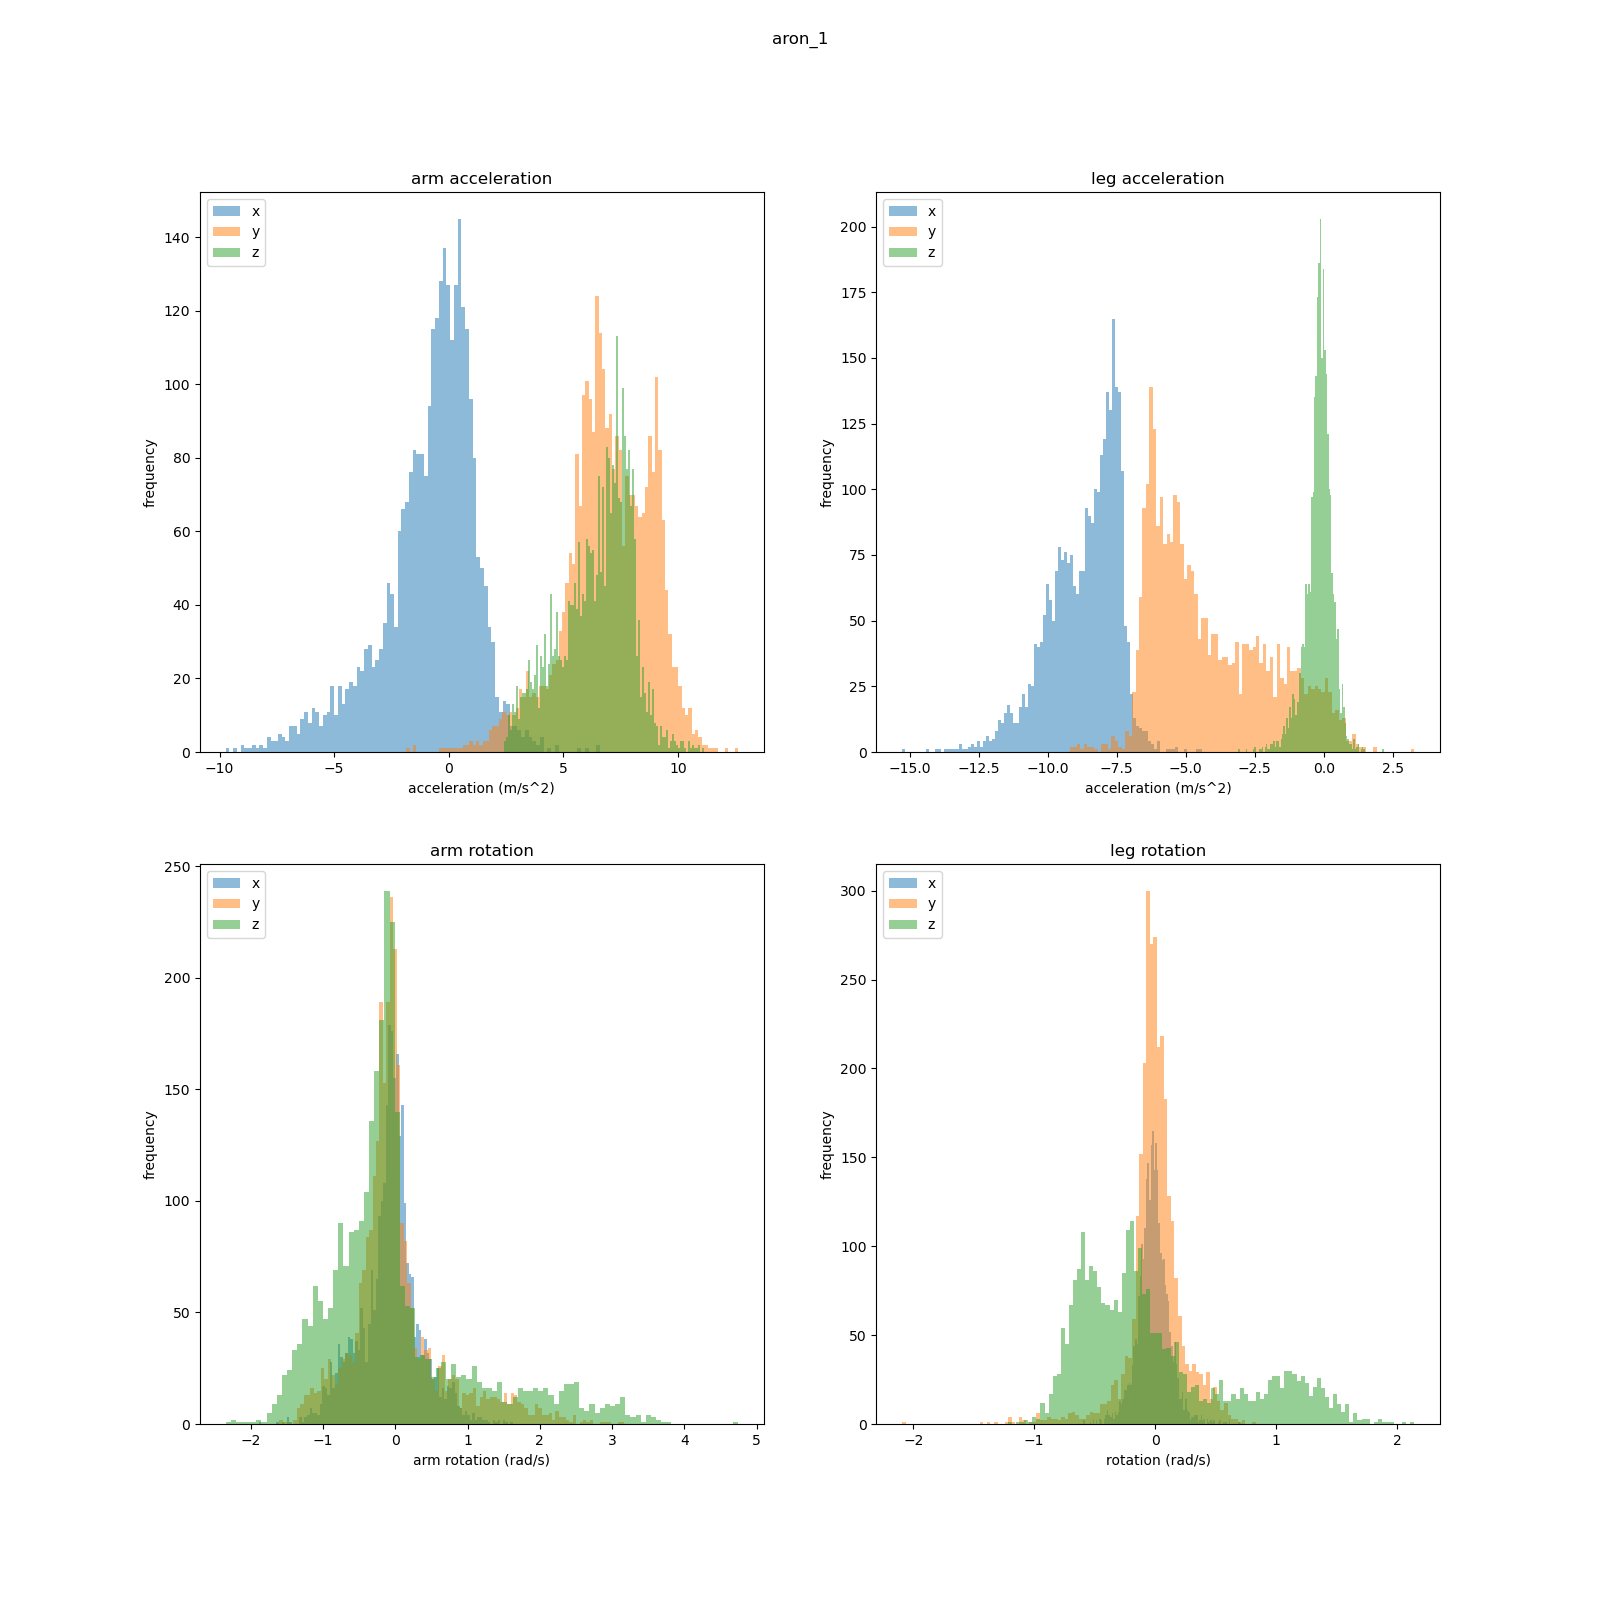 aron_1
arm acceleration
x
y
z
frequency
140
120
100
80
60
40
20
0
−10
−5
0
5
10
acceleration (m/s^2)
leg acceleration
x
y
z
frequency
200
175
150
125
100
75
50
25
0
−15.0
−12.5
−10.0
−7.5
−5.0
−2.5
0.0
2.5
acceleration (m/s^2)
arm rotation
x
y
z
frequency
250
200
150
100
50
0
−2
−1
0
1
2
3
4
5
arm rotation (rad/s)
leg rotation
x
y
z
frequency
300
250
200
150
100
50
0
−2
−1
0
1
2
rotation (rad/s)